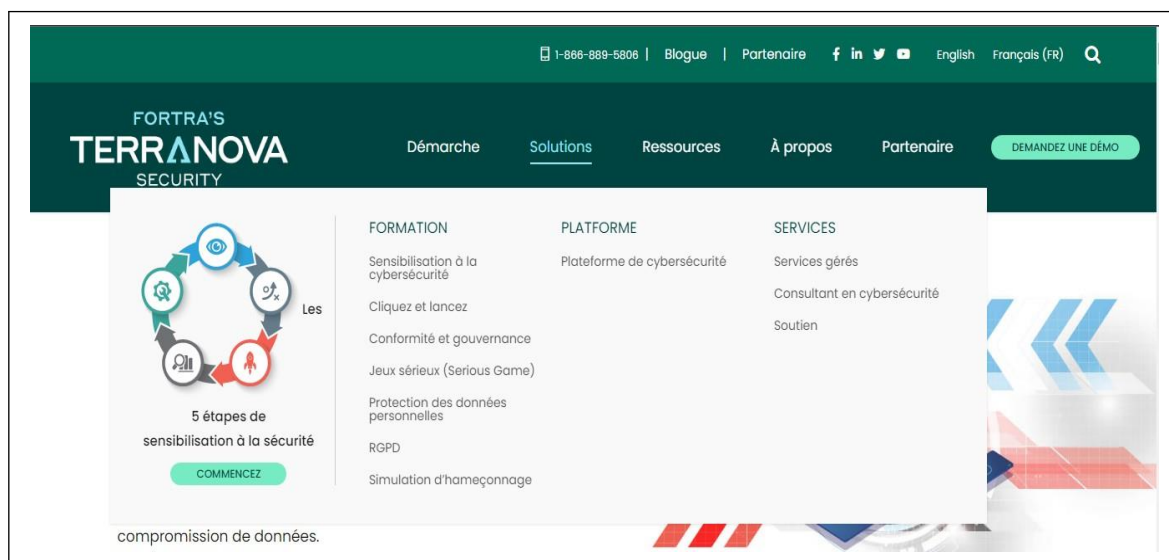 1-866-889-5806 | Blogue | Partenaire English Français (FR)
FORTRA'S
TERRANOVA
SECURITY
Démarche Solutions Ressources À propos Partenaire DEMANDEZ UNE DÉMO
Les
5 étapes de
sensibilisation à la sécurité
COMMENCEZ
FORMATION
Sensibilisation à la
cybersécurité
Cliquez et lancez
Conformité et gouvernance
Jeux sérieux (Serious Game)
Protection des données
personnelles
RGPD
Simulation d'hameçonnage
PLATFORME
Plateforme de cybersécurité
SERVICES
Services gérés
Consultant en cybersécurité
Soutien
compromission de données.